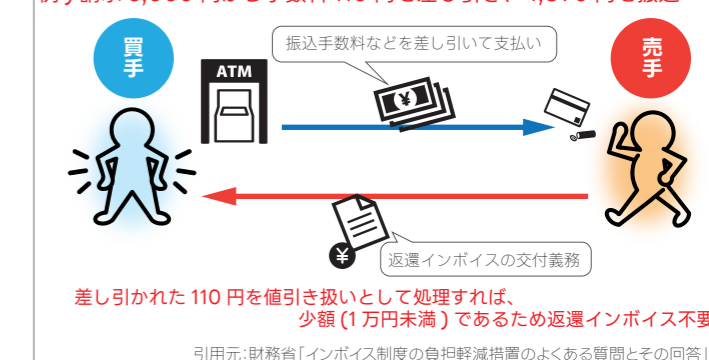 買手
売手
振込手数料などを差し引いて支払い
ATM
返還インボイスの交付義務
差し引かれた 110 円を値引き扱いとして処理すれば、
少額 (1 万円未満 ) であるため返還インボイス不要
引用元:財務省「インボイス制度の負担軽減措置のよくある質問とその回答」